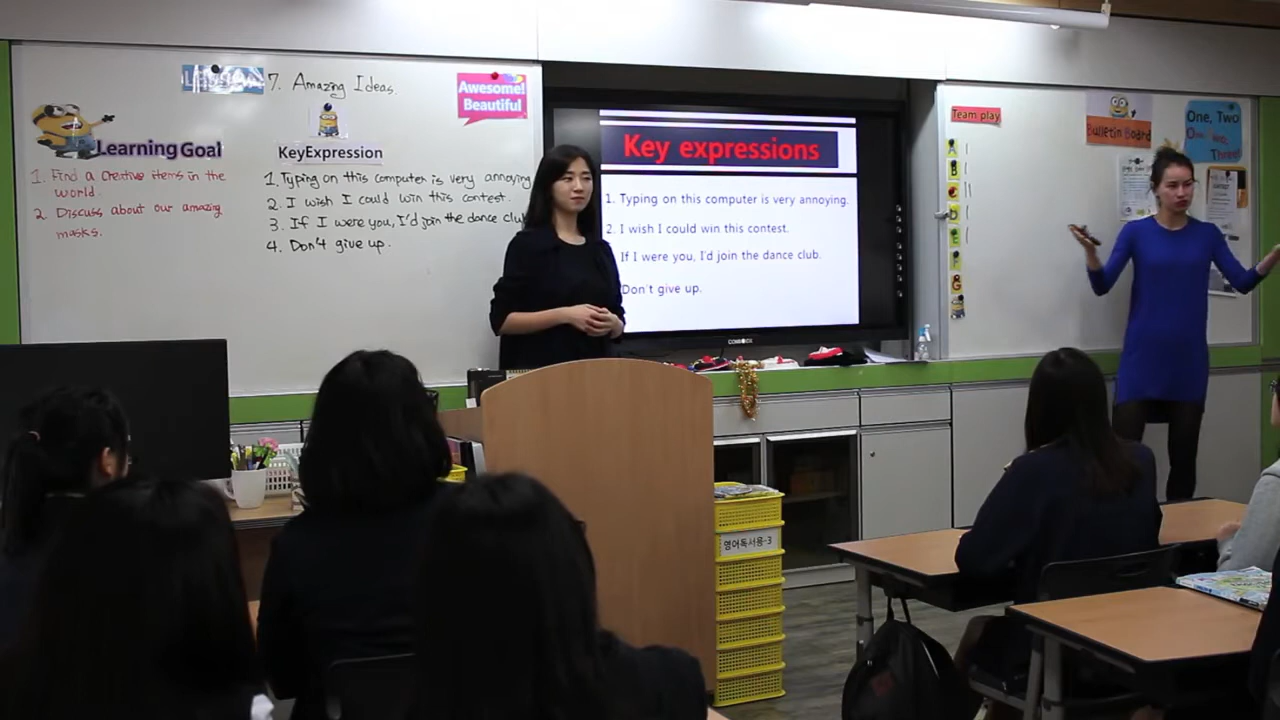 LESSON 7. Amazing Ideas.
Awesome!
Beautiful
Learning Goal
1. Find a creative items in the
world.
2. Discuss about our amazing
masks.
KeyExpression
1. Typing on this computer is very annoying
2. I wish I could win this contest.
3. If I were you, I'd join the dance club
4. Don't give up.
Key expressions
1. Typing on this computer is very annoying.
2. I wish I could win this contest.
If I were you, I'd join the dance club.
Don't give up.
Team play
A
B
C
D
E
F
G
Bulletin Board
One, Two
영어독서용-3